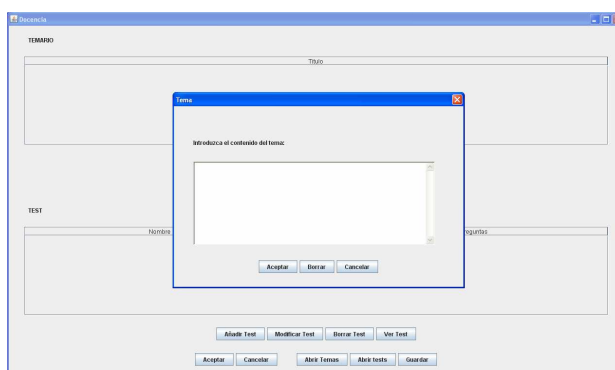 Docencia
TEMARIO
Título
Tema
Introduzca el contenido del tema:
TEST
Nombre
reguntas
Aceptar Borrar Cancelar
Añadir Test Modificar Test Borrar Test Ver Test
Aceptar Cancelar Abrir Temas Abrir tests Guardar